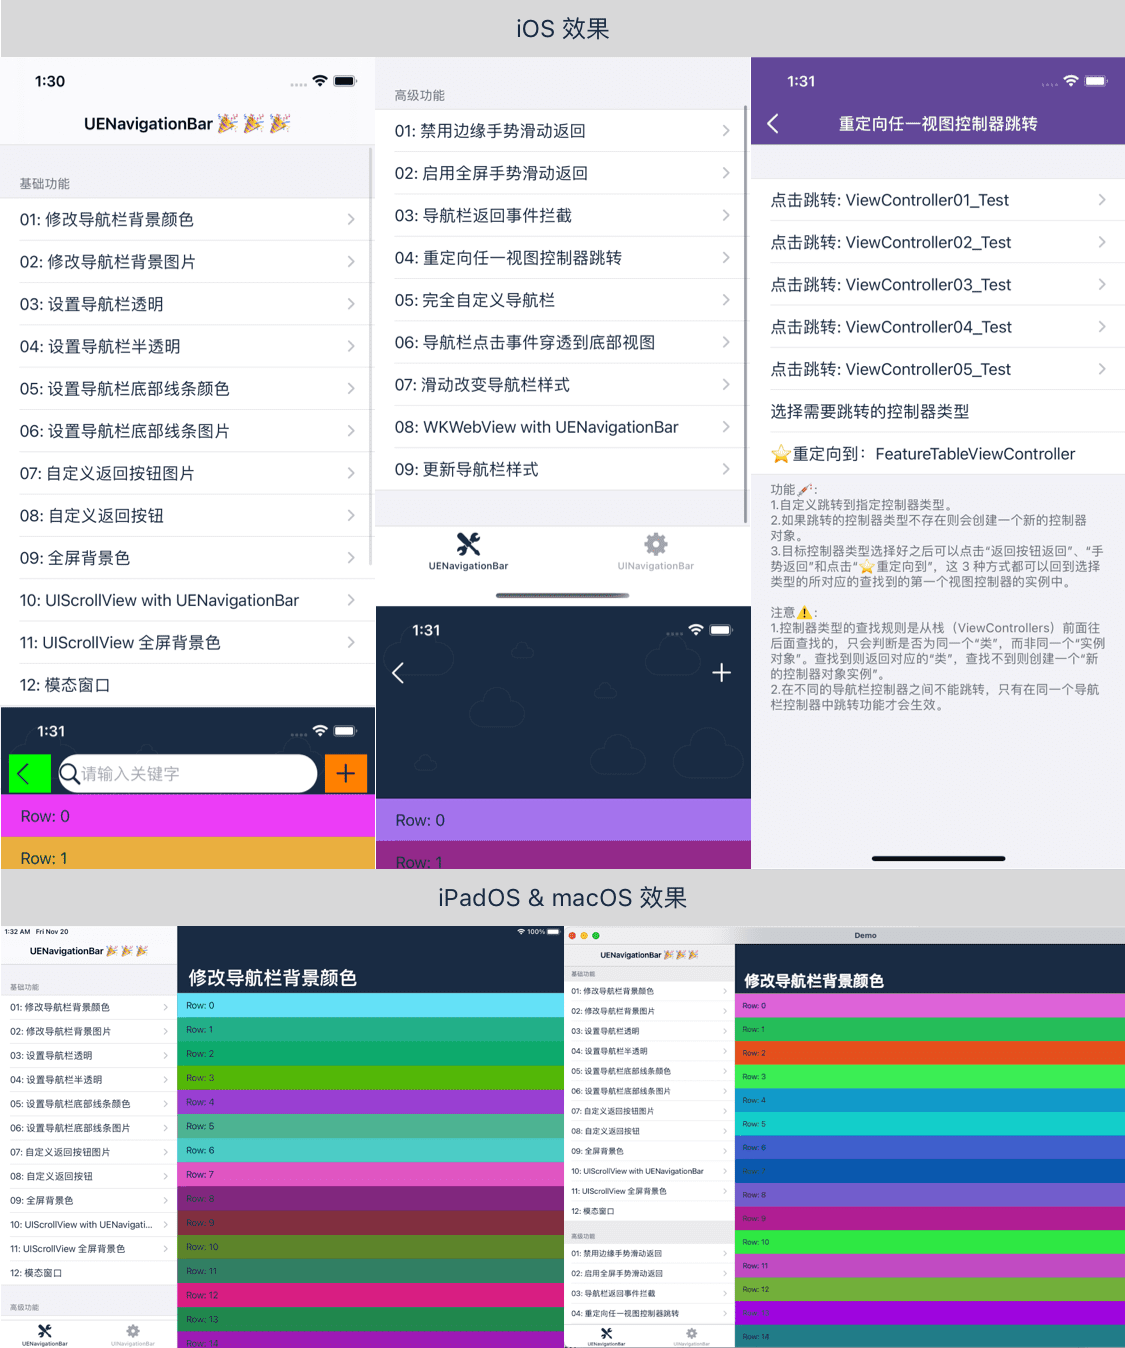 iOS 效果
1:30
UENavigationBar 🎉 🎉 🎉
基础功能
01: 修改导航栏背景颜色
02: 修改导航栏背景图片
03: 设置导航栏透明
04: 设置导航栏半透明
05: 设置导航栏底部线条颜色
06: 设置导航栏底部线条图片
07: 自定义返回按钮图片
08: 自定义返回按钮
09: 全屏背景色
10: UIScrollView with UENavigationBar
11: UIScrollView 全屏背景色
12: 模态窗口
1:31
请输入关键字
Row: 0
Row: 1
高级功能
01: 禁用边缘手势滑动返回
02: 启用全屏手势滑动返回
03: 导航栏返回事件拦截
04: 重定向任一视图控制器跳转
05: 完全自定义导航栏
06: 导航栏点击事件穿透到底部视图
07: 滑动改变导航栏样式
08: WKWebView with UENavigationBar
09: 更新导航栏样式
UENavigationBar
UINavigationBar
1:31
Row: 0
Row: 1
1:31
重定向任一视图控制器跳转
点击跳转: ViewController01_Test
点击跳转: ViewController02_Test
点击跳转: ViewController03_Test
点击跳转: ViewController04_Test
点击跳转: ViewController05_Test
选择需要跳转的控制器类型
⭐重定向到： FeatureTableViewController
功能💉:
1.自定义跳转到指定控制器类型。
2.如果跳转的控制器类型不存在则会创建一个新的控制器
对象。
3.目标控制器类型选择好之后可以点击“返回按钮返回”、“手
势返回”和点击“⭐重定向到”，这 3 种方式都可以回到选择
类型的所对应的查找到的第一个视图控制器的实例中。
注意⚠️:
1.控制器类型的查找规则是从栈（ViewControllers）前面往
后面查找的，只会判断是否为同一个“类”，而非同一个“实例
对象”。查找到则返回对应的“类”，查找不到则创建一个“新
的控制器对象实例”。
2.在不同的导航栏控制器之间不能跳转，只有在同一个导航
栏控制器中跳转功能才会生效。
iPadOS & macOS 效果
1:32 AM Fri Nov 20
UENavigationBar 🎉 🎉 🎉
基础功能
01: 修改导航栏背景颜色
02: 修改导航栏背景图片
03: 设置导航栏透明
04: 设置导航栏半透明
05: 设置导航栏底部线条颜色
06: 设置导航栏底部线条图片
07: 自定义返回按钮图片
08: 自定义返回按钮
09: 全屏背景色
10: UIScrollView with UENavigati...
11: UIScrollView 全屏背景色
12: 模态窗口
高级功能
UENavigationBar
UINavigationBar
100%
修改导航栏背景颜色
Row: 0
Row: 1
Row: 2
Row: 3
Row: 4
Row: 5
Row: 6
Row: 7
Row: 8
Row: 9
Row: 10
Row: 11
Row: 12
Row: 13
Row: 14
Demo
UENavigationBar 🎉 🎉 🎉
基础功能
01: 修改导航栏背景颜色
02: 修改导航栏背景图片
03: 设置导航栏透明
04: 设置导航栏半透明
05: 设置导航栏底部线条颜色
06: 设置导航栏底部线条图片
07: 自定义返回按钮图片
08: 自定义返回按钮
09: 全屏背景色
10: UIScrollView with UENavigationBar
11: UIScrollView 全屏背景色
12: 模态窗口
高级功能
01: 禁用边缘手势滑动返回
02: 启用全屏手势滑动返回
03: 导航栏返回事件拦截
04: 重定向任一视图控制器跳转
UENavigationBar
UINavigationBar
修改导航栏背景颜色
Row: 0
Row: 1
Row: 2
Row: 3
Row: 4
Row: 5
Row: 6
Row: 7
Row: 8
Row: 9
Row: 10
Row: 11
Row: 12
Row: 13
Row: 14